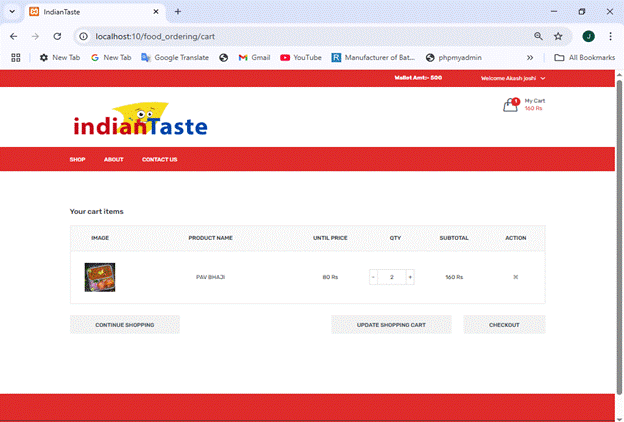 IndianTaste
localhost:10/food_ordering/cart
J
New Tab
New Tab
Google Translate
Gmail
YouTube
Manufacturer of Bat...
phpmyadmin
All Bookmarks
Wallet Amt:- 500
Welcome Akash joshi
indianTaste
1
My Cart
160 Rs
SHOP ABOUT CONTACT US
Your cart items
IMAGE PRODUCT NAME UNTIL PRICE QTY SUBTOTAL ACTION
PAV BHAJI 80 Rs - 2 + 160 Rs
CONTINUE SHOPPING UPDATE SHOPPING CART CHECKOUT